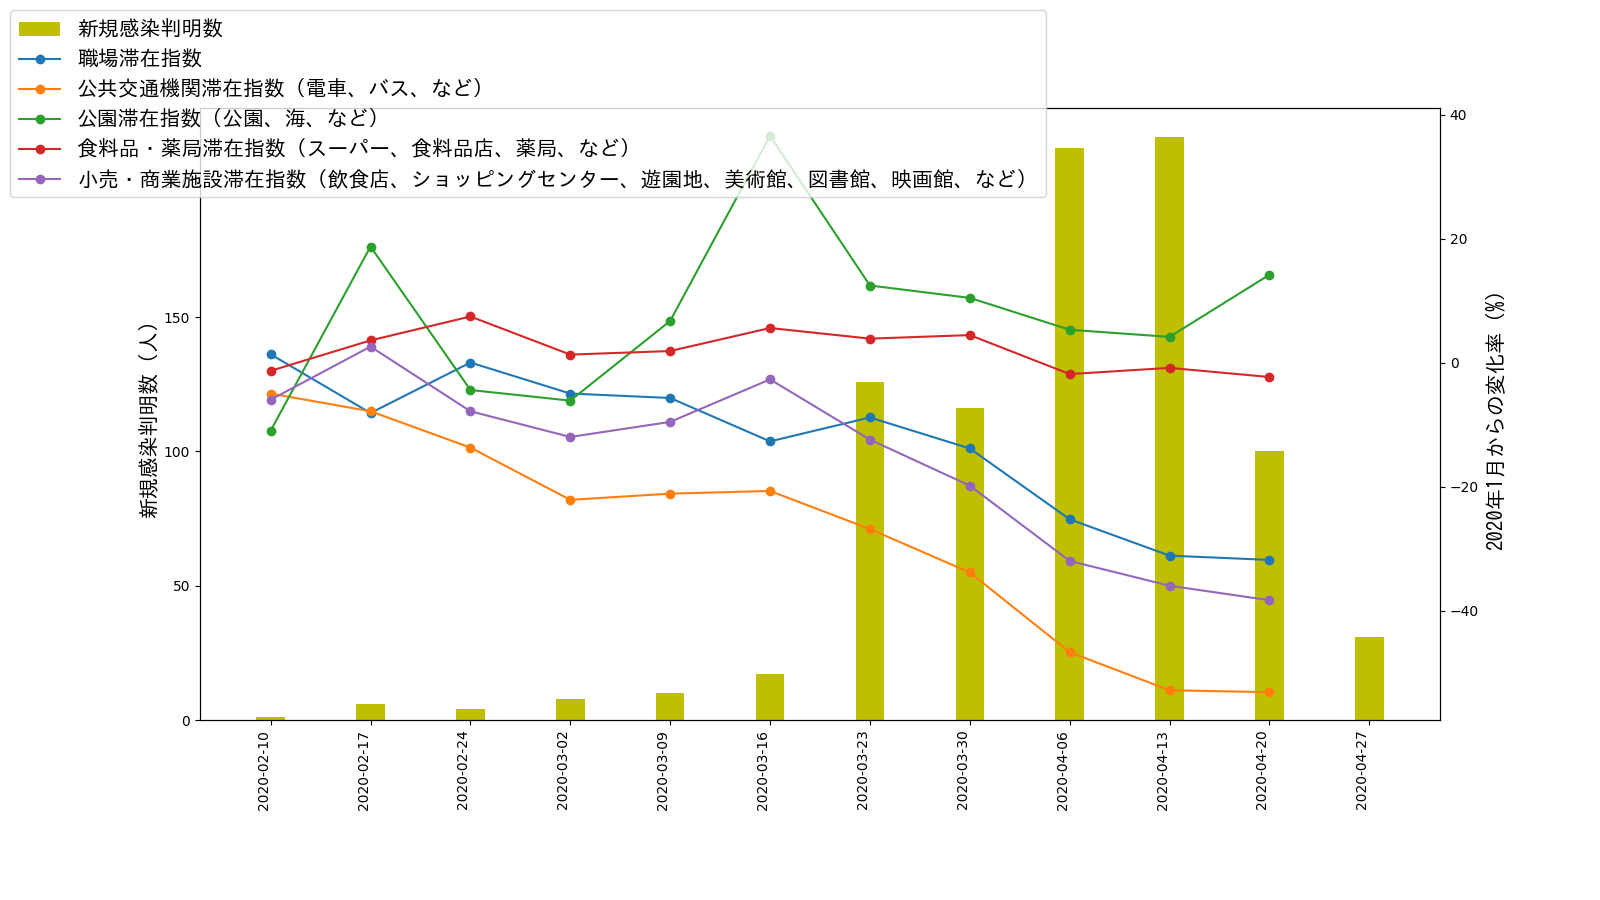 新規感染判明数
職場滞在指数
公共交通機関滞在指数（電車、バス、など）
公園滞在指数（公園、海、など）
食料品・薬局滞在指数（スーパー、食料品店、薬局、など）
小売・商業施設滞在指数（飲食店、ショッピングセンター、遊園地、美術館、図書館、映画館、など）
新規感染判明数（人）
150
100
50
0
40
20
0
−20
−40
2020年1月からの変化率（%）
2020-02-10
2020-02-17
2020-02-24
2020-03-02
2020-03-09
2020-03-16
2020-03-23
2020-03-30
2020-04-06
2020-04-13
2020-04-20
2020-04-27